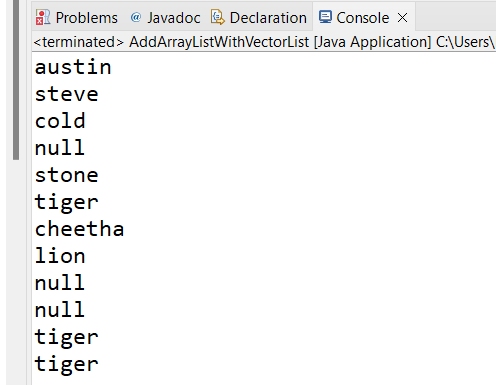 Problems @ Javadoc Declaration Console
<terminated> AddArrayListWithVectorList [Java Application] C:\Users\
austin
steve
cold
null
stone
tiger
cheetha
lion
null
null
tiger
tiger